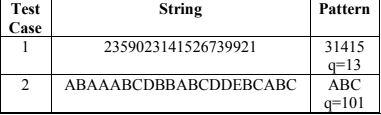 Test Case String Pattern
1 2359023141526739921 31415
q=13
2 ABAAABCDBBABCDDEBCABC ABC
q=101